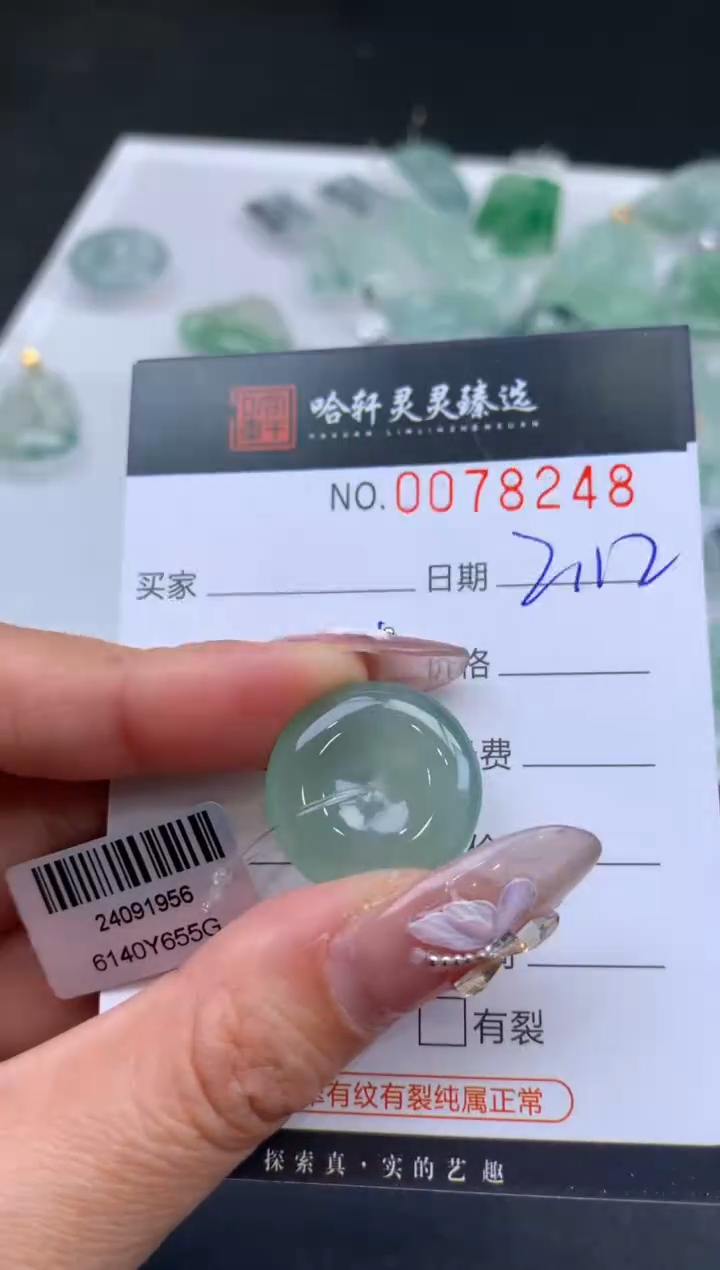 哈轩灵灵臻选
NO.0078248
买家
日期 2112
格
费
24091956
6140Y655G
有裂
有纹有裂纯属正常
探索真·实的艺趣